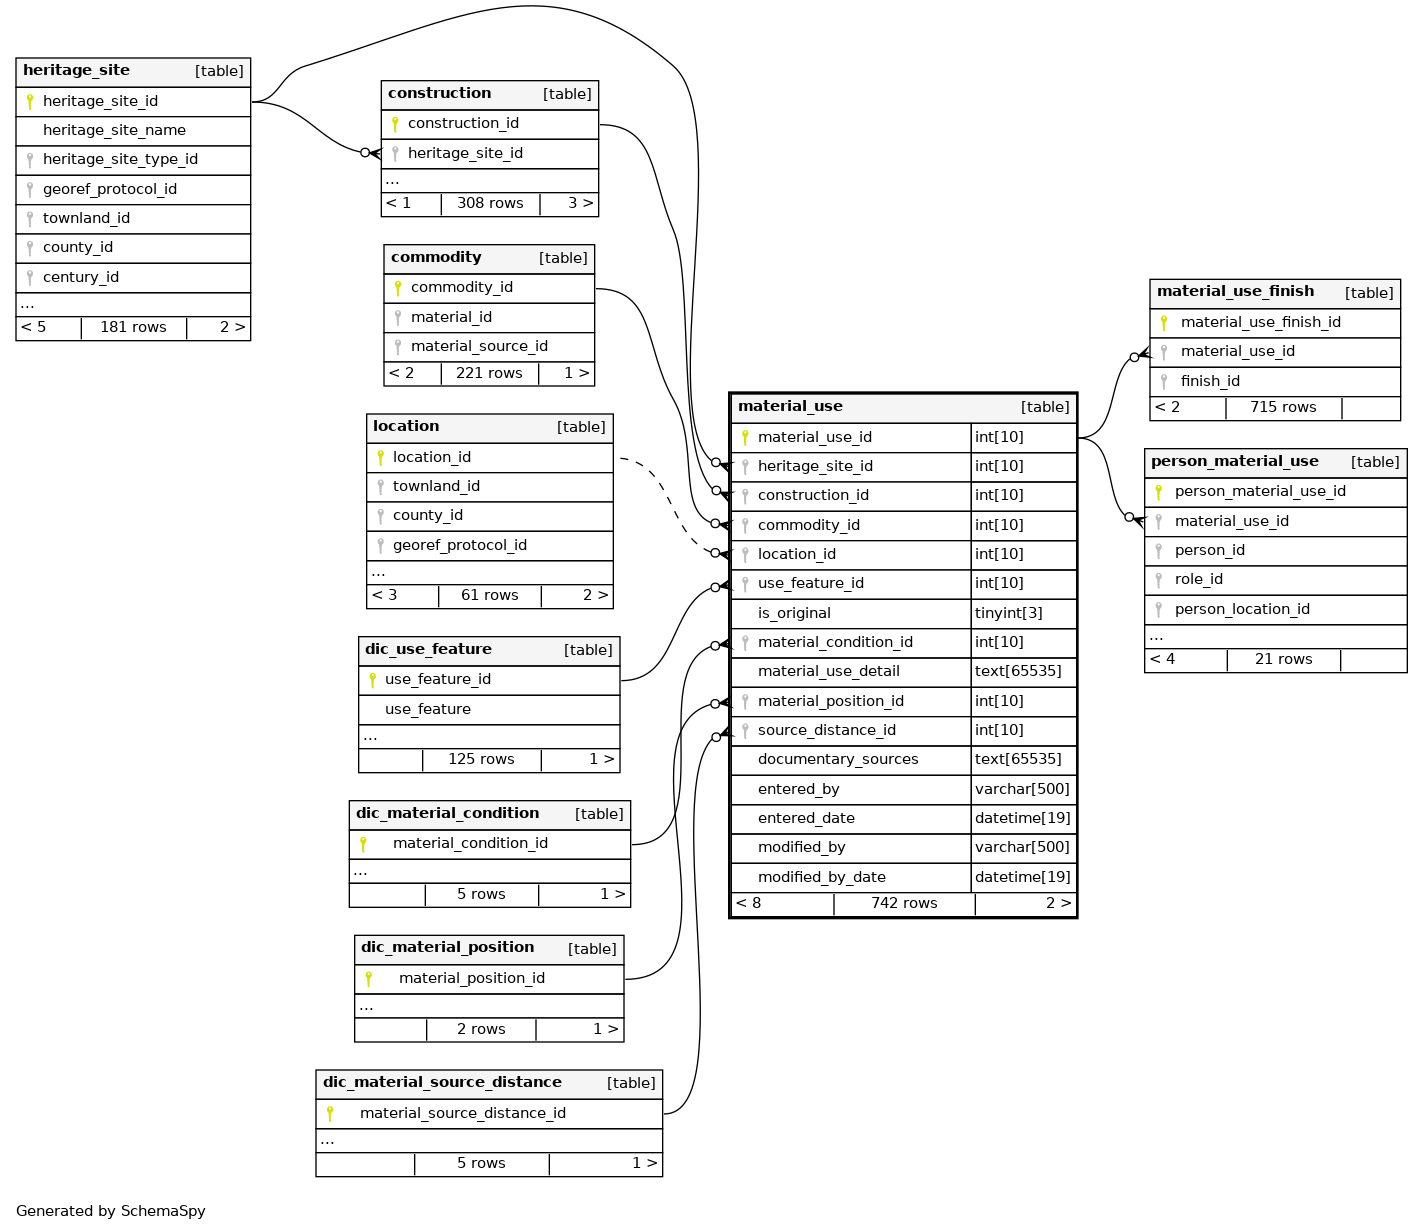 heritage_site [table]
heritage_site_id
heritage_site_name
heritage_site_type_id
georef_protocol_id
townland_id
county_id
century_id
...
< 5 181 rows 2 >
construction [table]
construction_id
heritage_site_id
...
< 1 308 rows 3 >
commodity [table]
commodity_id
material_id
material_source_id
< 2 221 rows 1 >
location [table]
location_id
townland_id
county_id
georef_protocol_id
...
< 3 61 rows 2 >
dic_use_feature [table]
use_feature_id
use_feature
...
125 rows 1 >
dic_material_condition [table]
material_condition_id
...
5 rows 1 >
dic_material_position [table]
material_position_id
...
2 rows 1 >
dic_material_source_distance [table]
material_source_distance_id
...
5 rows 1 >
material_use [table]
material_use_id int[10]
heritage_site_id int[10]
construction_id int[10]
commodity_id int[10]
location_id int[10]
use_feature_id int[10]
is_original tinyint[3]
material_condition_id int[10]
material_use_detail text[65535]
material_position_id int[10]
source_distance_id int[10]
documentary_sources text[65535]
entered_by varchar[500]
entered_date datetime[19]
modified_by varchar[500]
modified_by_date datetime[19]
< 8 742 rows 2 >
material_use_finish [table]
material_use_finish_id
material_use_id
finish_id
< 2 715 rows
person_material_use [table]
person_material_use_id
material_use_id
person_id
role_id
person_location_id
...
< 4 21 rows
Generated by SchemaSpy